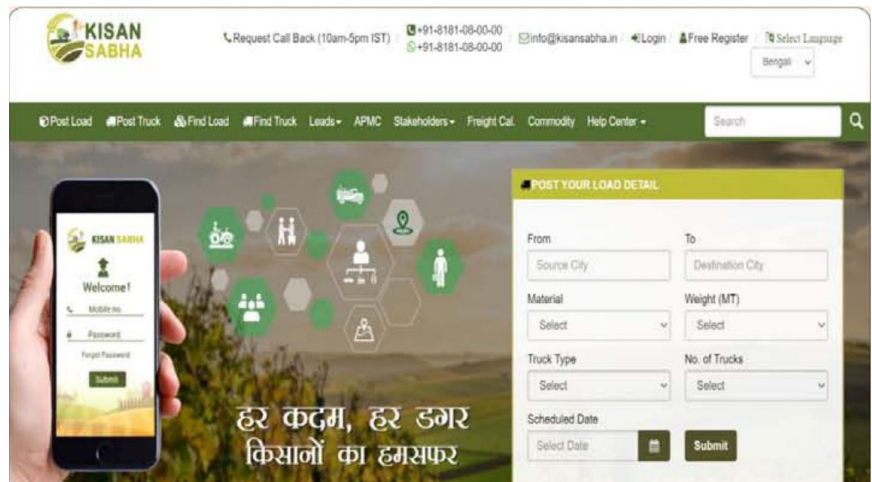 KISAN
SABHA
Request Call Back (10am-5pm IST)
+91-8181-08-00-00
+91-8181-08-00-00
info@kisansabha.in
Login
Free Register
Select Language
Bengali
Post Load Post Truck Find Load Find Truck Leads APMC Stakeholders Freight Cal. Commodity Help Center
Search
KISAN SABHA
Welcome!
Mobile no.
Password
Forgot Password
Submit
हर कदम, हर डगर
किसानों का हमसफर
POST YOUR LOAD DETAIL
From To
Source City Destination City
Material Weight (MT)
Select Select
Truck Type No. of Trucks
Select Select
Scheduled Date
Select Date Submit